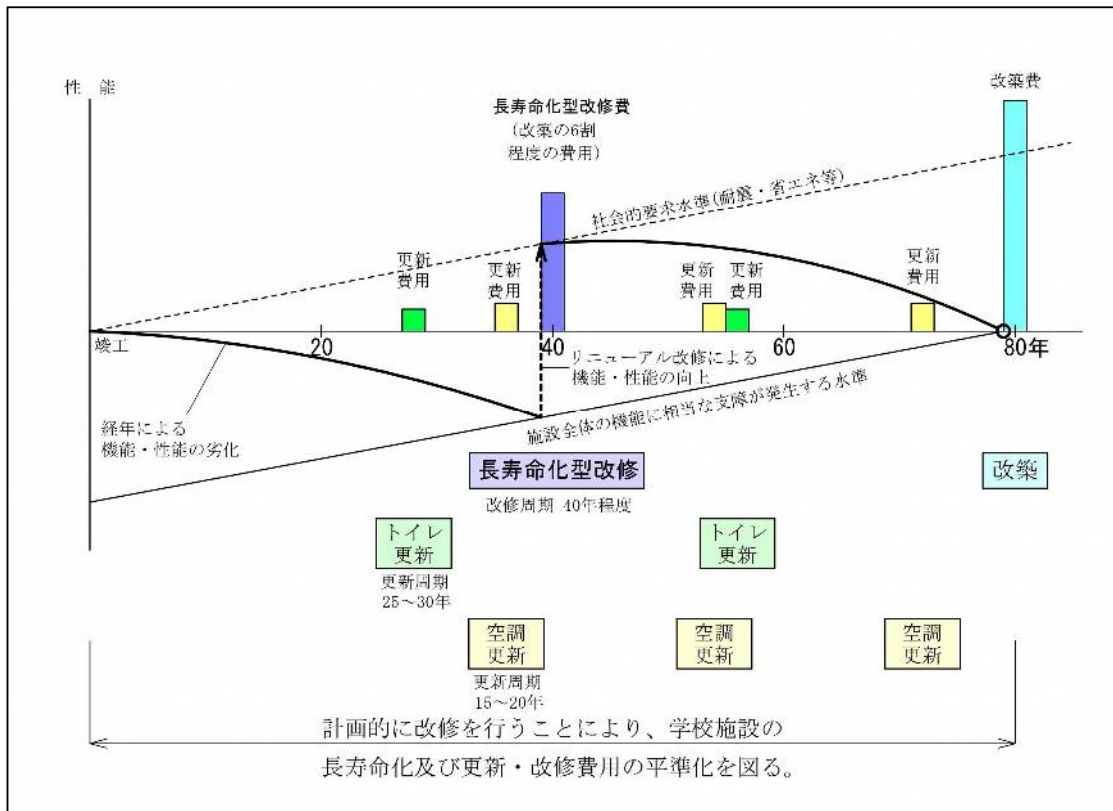 性 能
改築費
長寿命化型改修費
(改築の6割
程度の費用)
社会的要求水準(耐震・省エネ等)
更新
費用
更新
費用
更新
費用
更新
費用
更新
費用
竣工
20
40
60
80年
リニューアル改修による
機能・性能の向上
経年による
機能・性能の劣化
施設全体の機能に相当な支障が発生する水準
長寿命化型改修
改築
改修周期 40年程度
トイレ
更新
トイレ
更新
更新周期
25～30年
空調
更新
空調
更新
空調
更新
更新周期
15～20年
計画的に改修を行うことにより、学校施設の
長寿命化及び更新・改修費用の平準化を図る。